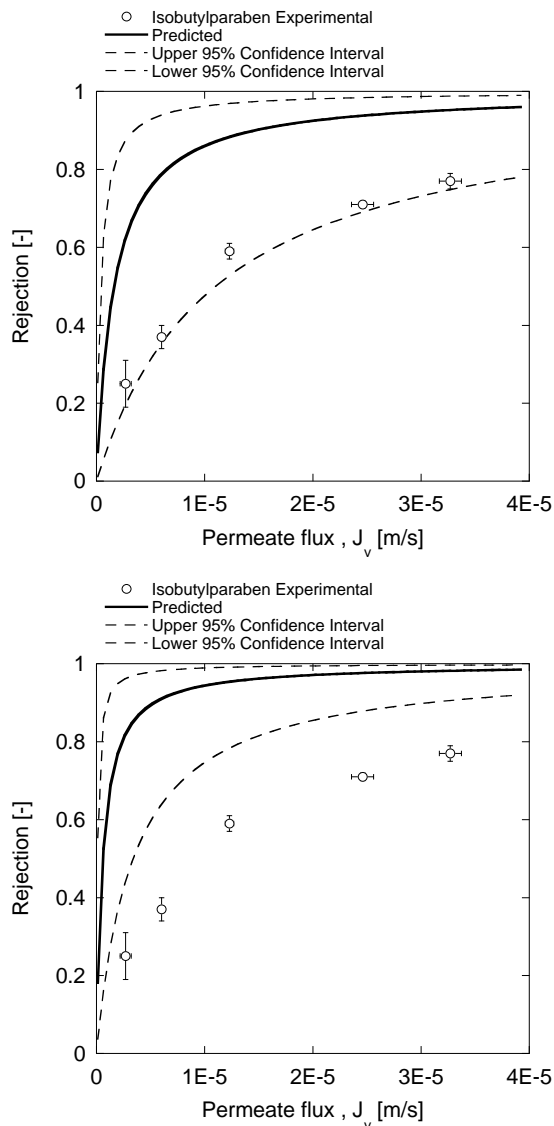 Isobutylparaben Experimental
Predicted
Upper 95% Confidence Interval
Lower 95% Confidence Interval
1
0.8
0.6
0.4
0.2
0
Rejection [-]
0 1E-5 2E-5 3E-5 4E-5
Permeate flux , J_v [m/s]
Isobutylparaben Experimental
Predicted
Upper 95% Confidence Interval
Lower 95% Confidence Interval
1
0.8
0.6
0.4
0.2
0
Rejection [-]
0 1E-5 2E-5 3E-5 4E-5
Permeate flux , J_v [m/s]